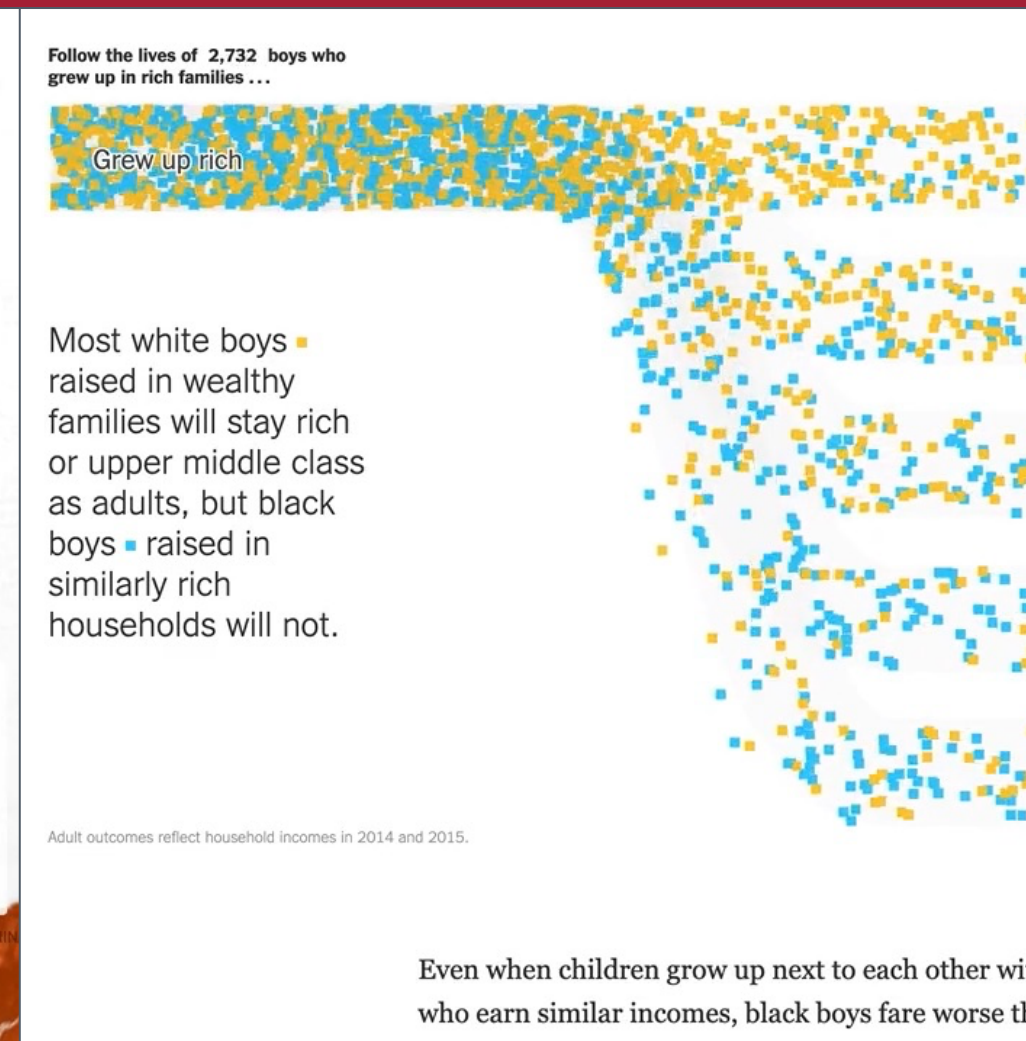 Follow the lives of 2,732 boys who
grew up in rich families ...
Grew up rich
Most white boys
raised in wealthy
families will stay rich
or upper middle class
as adults, but black
boys raised in
similarly rich
households will not.
Adult outcomes reflect household incomes in 2014 and 2015.
Even when children grow up next to each other
who earn similar incomes, black boys fare worse